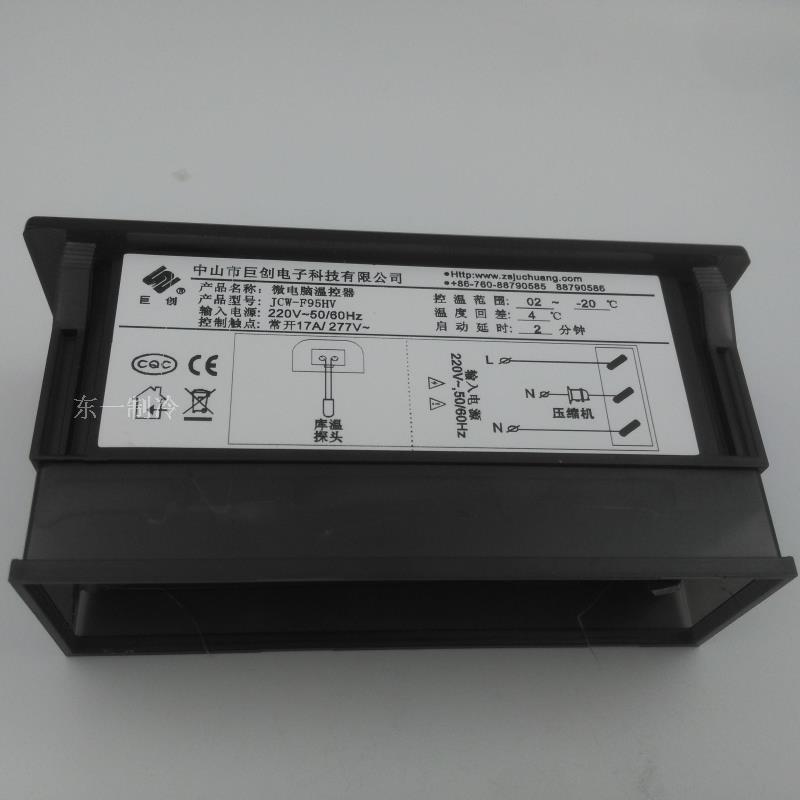 中山市巨创电子科技有限公司
●Http:www.zsjuchuang.com
●+86-760-88790585 88790586
巨创®
产品名称: 微电脑温控器
产品型号: JCW-F95HV
输入电源: 220V~50/60Hz
控制触点: 常开17A/277V~
控温范围: 02 ~ -20 ℃
温度回差: 4 ℃
启动延时: 2 分钟
CQC CE
东一制冷
库温
探头
输入电源
220V~,50/60Hz
L
N
压缩机
N